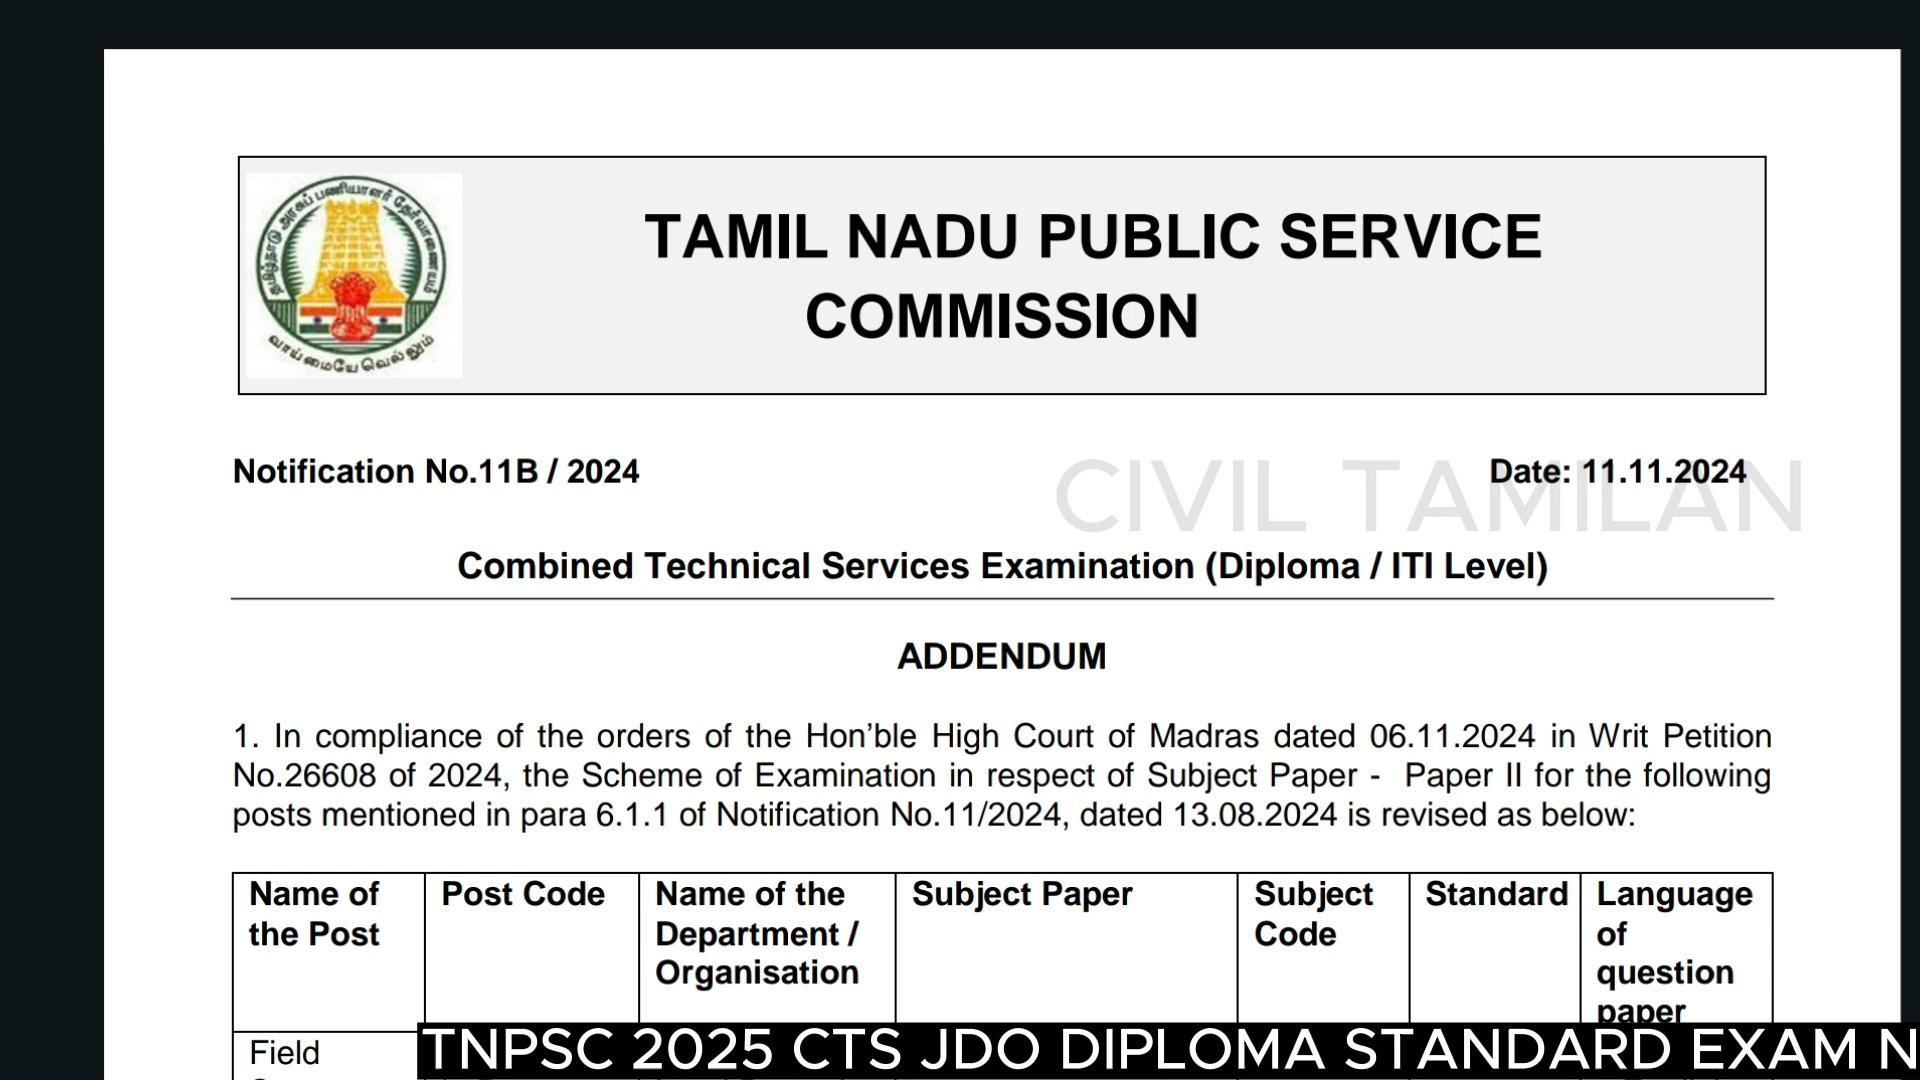 தமிழ்நாடு அரசுப் பணியாளர் தேர்வாணையம்
வாய்மையே வெல்லும்
TAMIL NADU PUBLIC SERVICE
COMMISSION
Notification No.11B / 2024
Date: 11.11.2024
CIVIL TAMILAN
Combined Technical Services Examination (Diploma / ITI Level)
ADDENDUM
1. In compliance of the orders of the Hon’ble High Court of Madras dated 06.11.2024 in Writ Petition
No.26608 of 2024, the Scheme of Examination in respect of Subject Paper - Paper II for the following
posts mentioned in para 6.1.1 of Notification No.11/2024, dated 13.08.2024 is revised as below:
Name of
the Post
Post Code
Name of the
Department /
Organisation
Subject Paper
Subject
Code
Standard
Language
of
question
paper
Field
TNPSC 2025 CTS JDO DIPLOMA STANDARD EXAM N